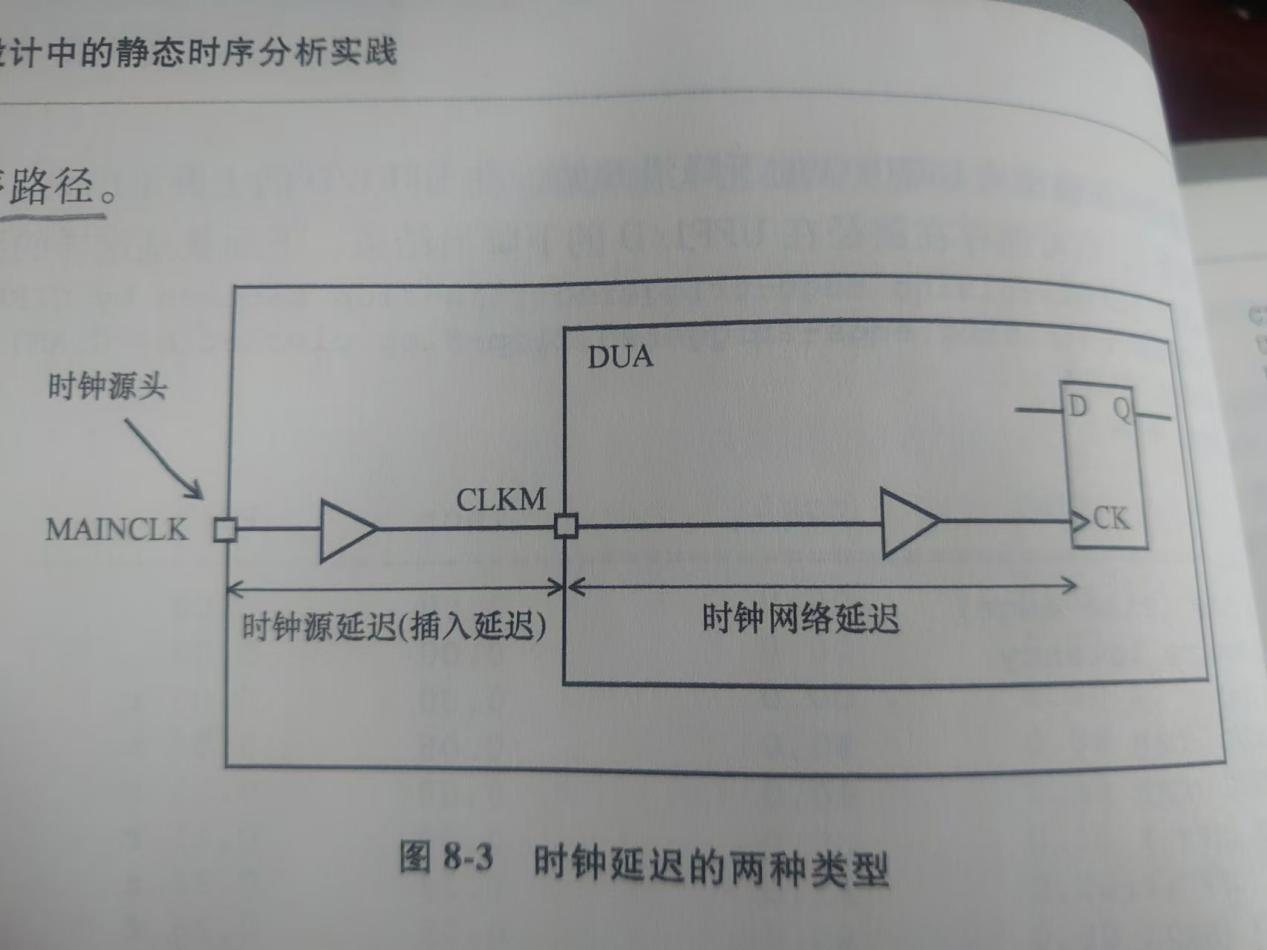 计中的静态时序分析实践
路径。
DUA
时钟源头
D Q
CLKM
MAINCLK
CK
时钟源延迟(插入延迟)
时钟网络延迟
图 8-3 时钟延迟的两种类型